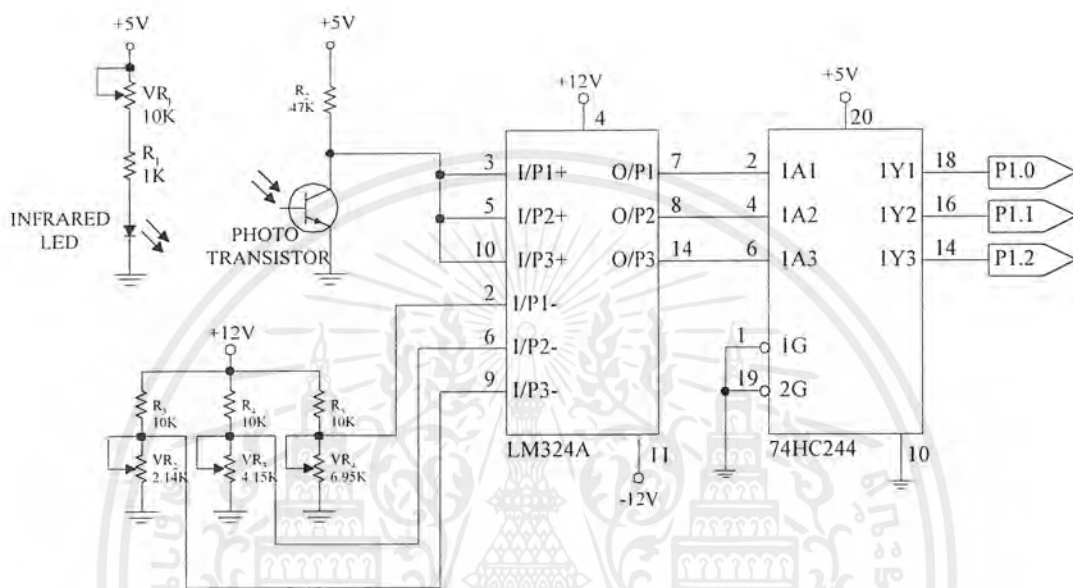 +5V
VR1
10K
R1
1K
INFRARED
LED
+5V
R2
47K
PHOTO
TRANSISTOR
+12V
4
3 I/P1+ O/P1 7
5 I/P2+ O/P2 8
10 I/P3+ O/P3 14
2 I/P1-
6 I/P2-
9 I/P3-
LM324A
11
-12V
+5V
20
2 1A1 1Y1 18 P1.0
4 1A2 1Y2 16 P1.1
6 1A3 1Y3 14 P1.2
1 1G
19 2G
74HC244
10
+12V
R3
10K
R4
10K
R5
10K
VR2
2.14K
VR3
4.15K
VR4
6.95K